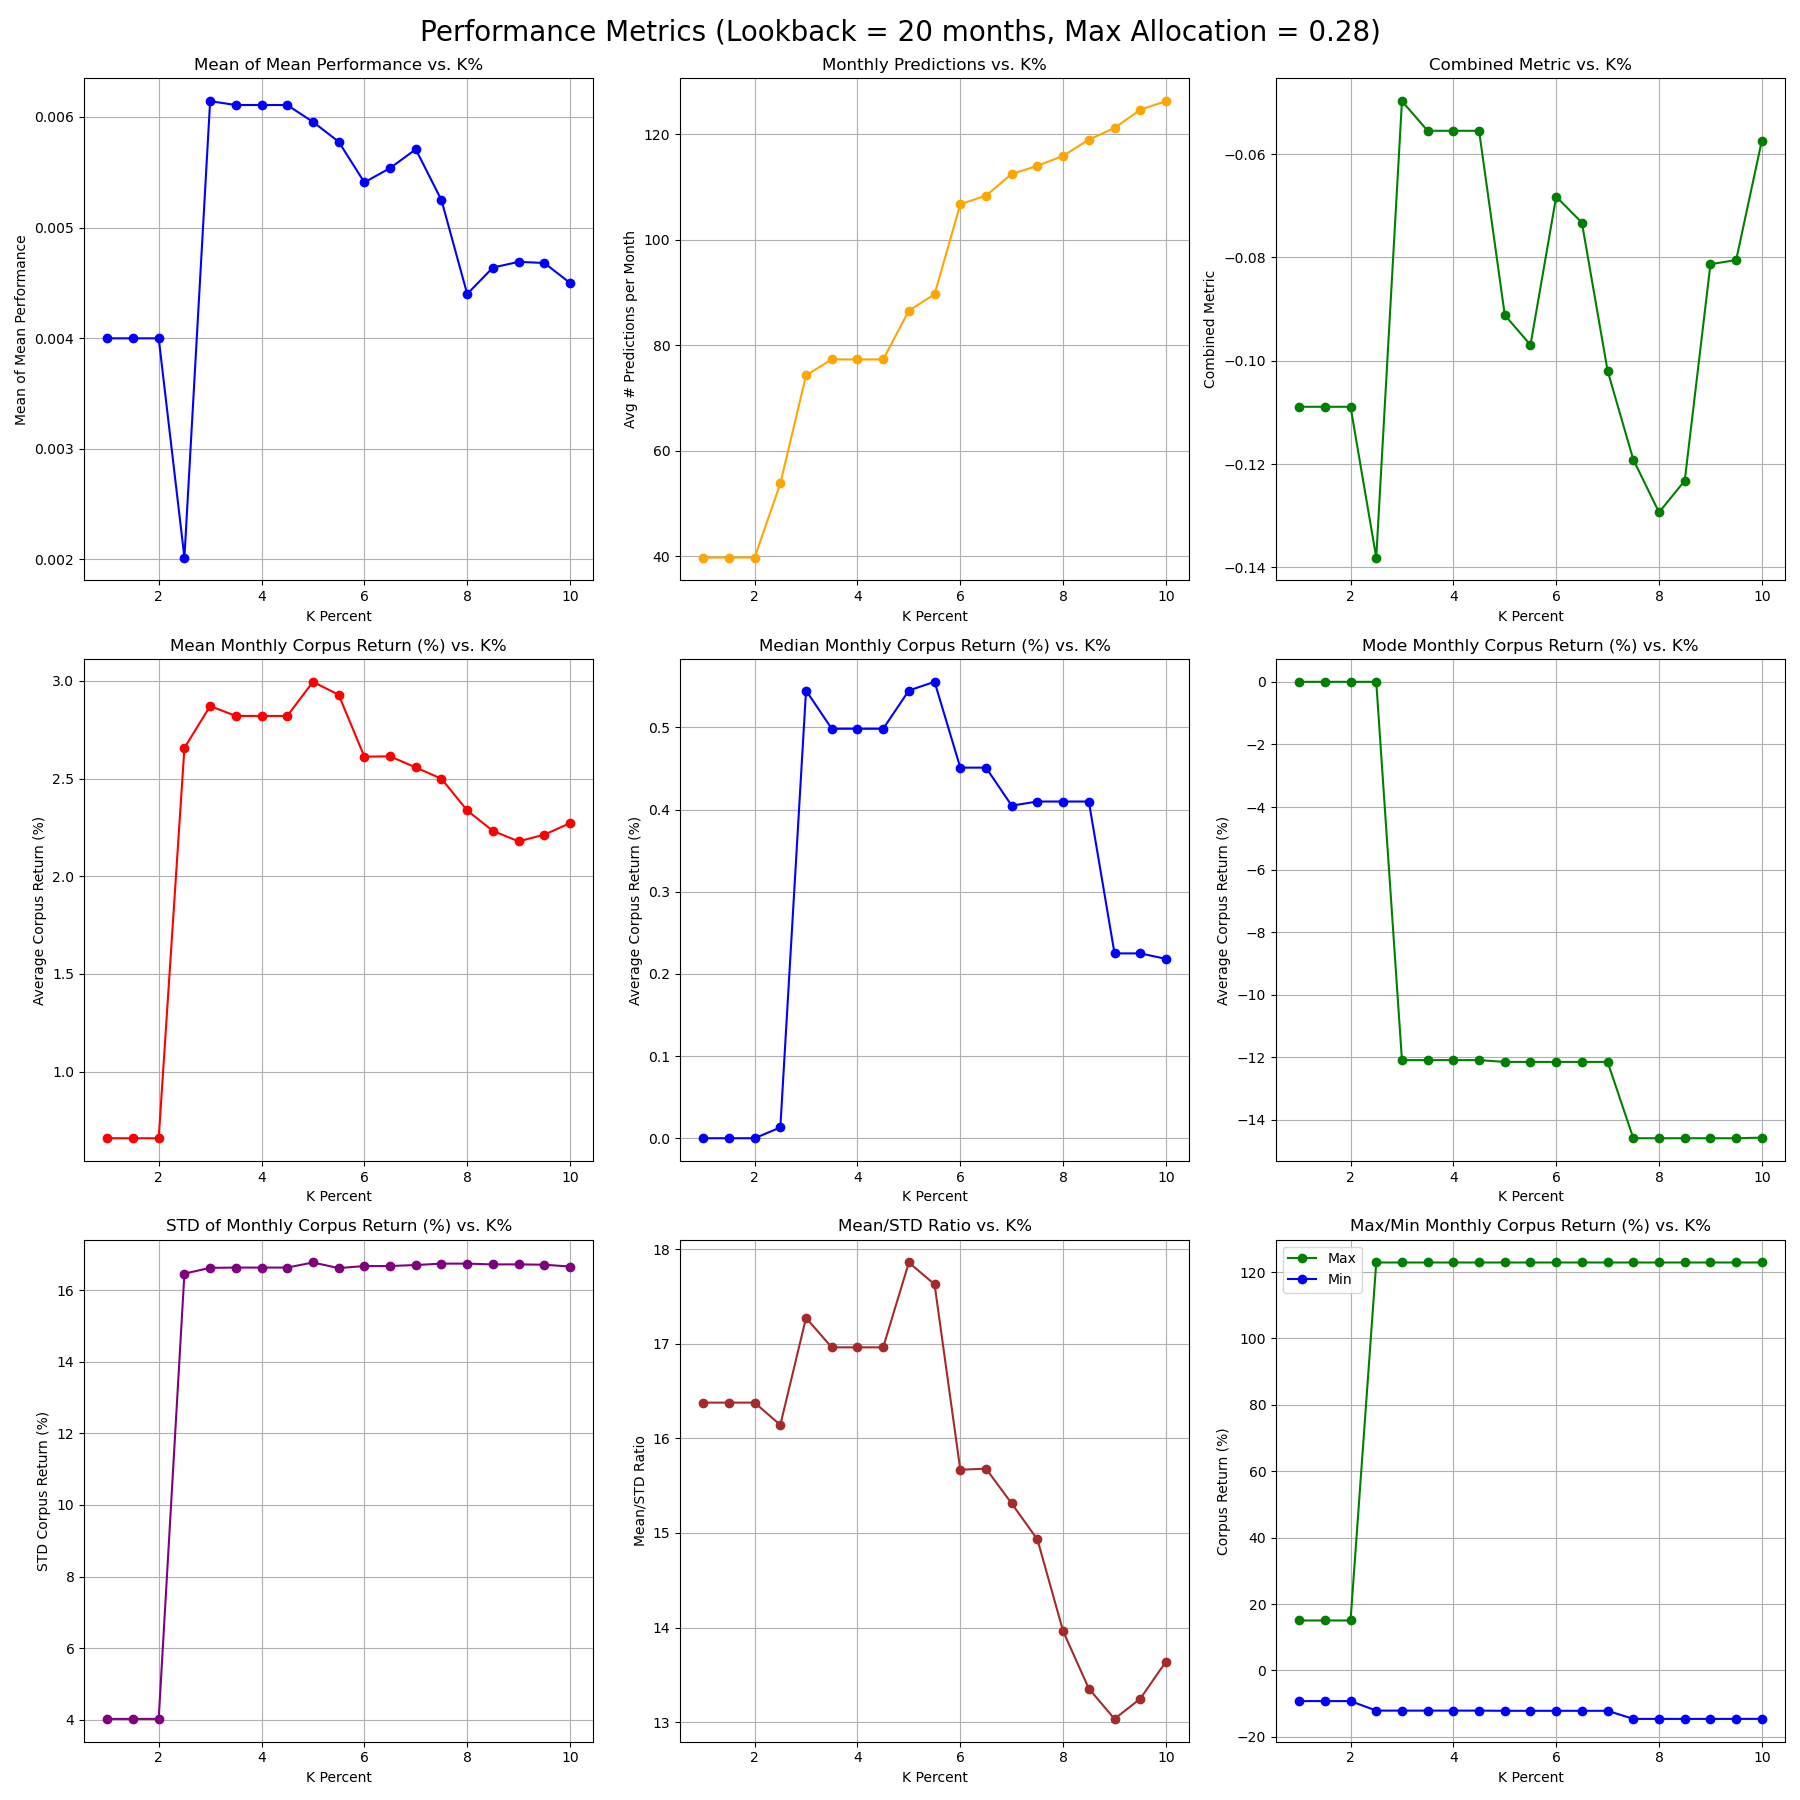 Performance Metrics (Lookback = 20 months, Max Allocation = 0.28)
Mean of Mean Performance vs. K%
Mean of Mean Performance
0.006
0.005
0.004
0.003
0.002
2 4 6 8 10
K Percent
Monthly Predictions vs. K%
Avg # Predictions per Month
120
100
80
60
40
2 4 6 8 10
K Percent
Combined Metric vs. K%
Combined Metric
−0.06
−0.08
−0.10
−0.12
−0.14
2 4 6 8 10
K Percent
Mean Monthly Corpus Return (%) vs. K%
Average Corpus Return (%)
3.0
2.5
2.0
1.5
1.0
2 4 6 8 10
K Percent
Median Monthly Corpus Return (%) vs. K%
Average Corpus Return (%)
0.5
0.4
0.3
0.2
0.1
0.0
2 4 6 8 10
K Percent
Mode Monthly Corpus Return (%) vs. K%
Average Corpus Return (%)
0
−2
−4
−6
−8
−10
−12
−14
2 4 6 8 10
K Percent
STD of Monthly Corpus Return (%) vs. K%
STD Corpus Return (%)
16
14
12
10
8
6
4
2 4 6 8 10
K Percent
Mean/STD Ratio vs. K%
Mean/STD Ratio
18
17
16
15
14
13
2 4 6 8 10
K Percent
Max/Min Monthly Corpus Return (%) vs. K%
Corpus Return (%)
Max
Min
120
100
80
60
40
20
0
−20
2 4 6 8 10
K Percent